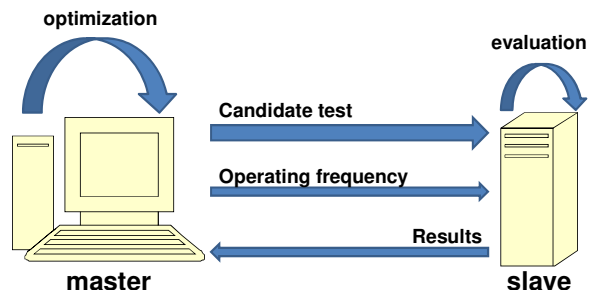 optimization
evaluation
Candidate test
Operating frequency
Results
master
slave